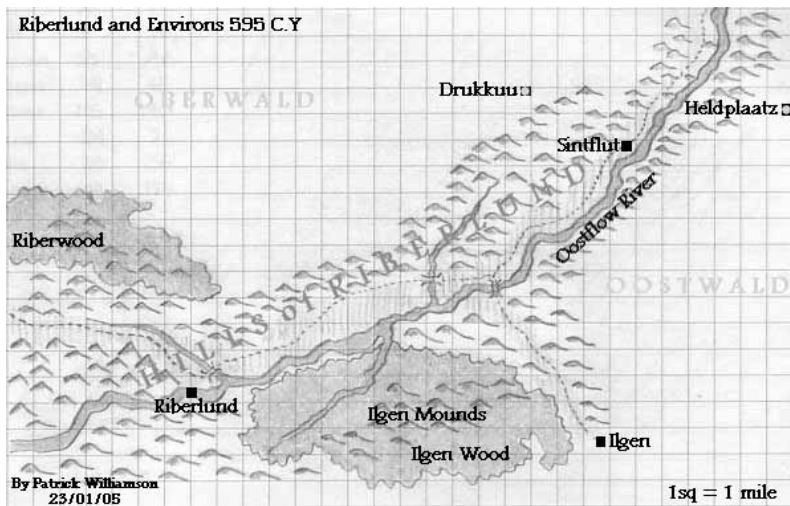 Riberlund and Environs 595 C.Y
Drukkuu
OBERWALD
Heldplaatz
Sintflut
Oostflow River
Riberwood
HILLS of RIBERLUND
OOSTWALD
Riberlund
Ilgen Mounds
Ilgen Wood
Ilgen
By Patrick Williamson
23/01/05
1sq = 1 mile